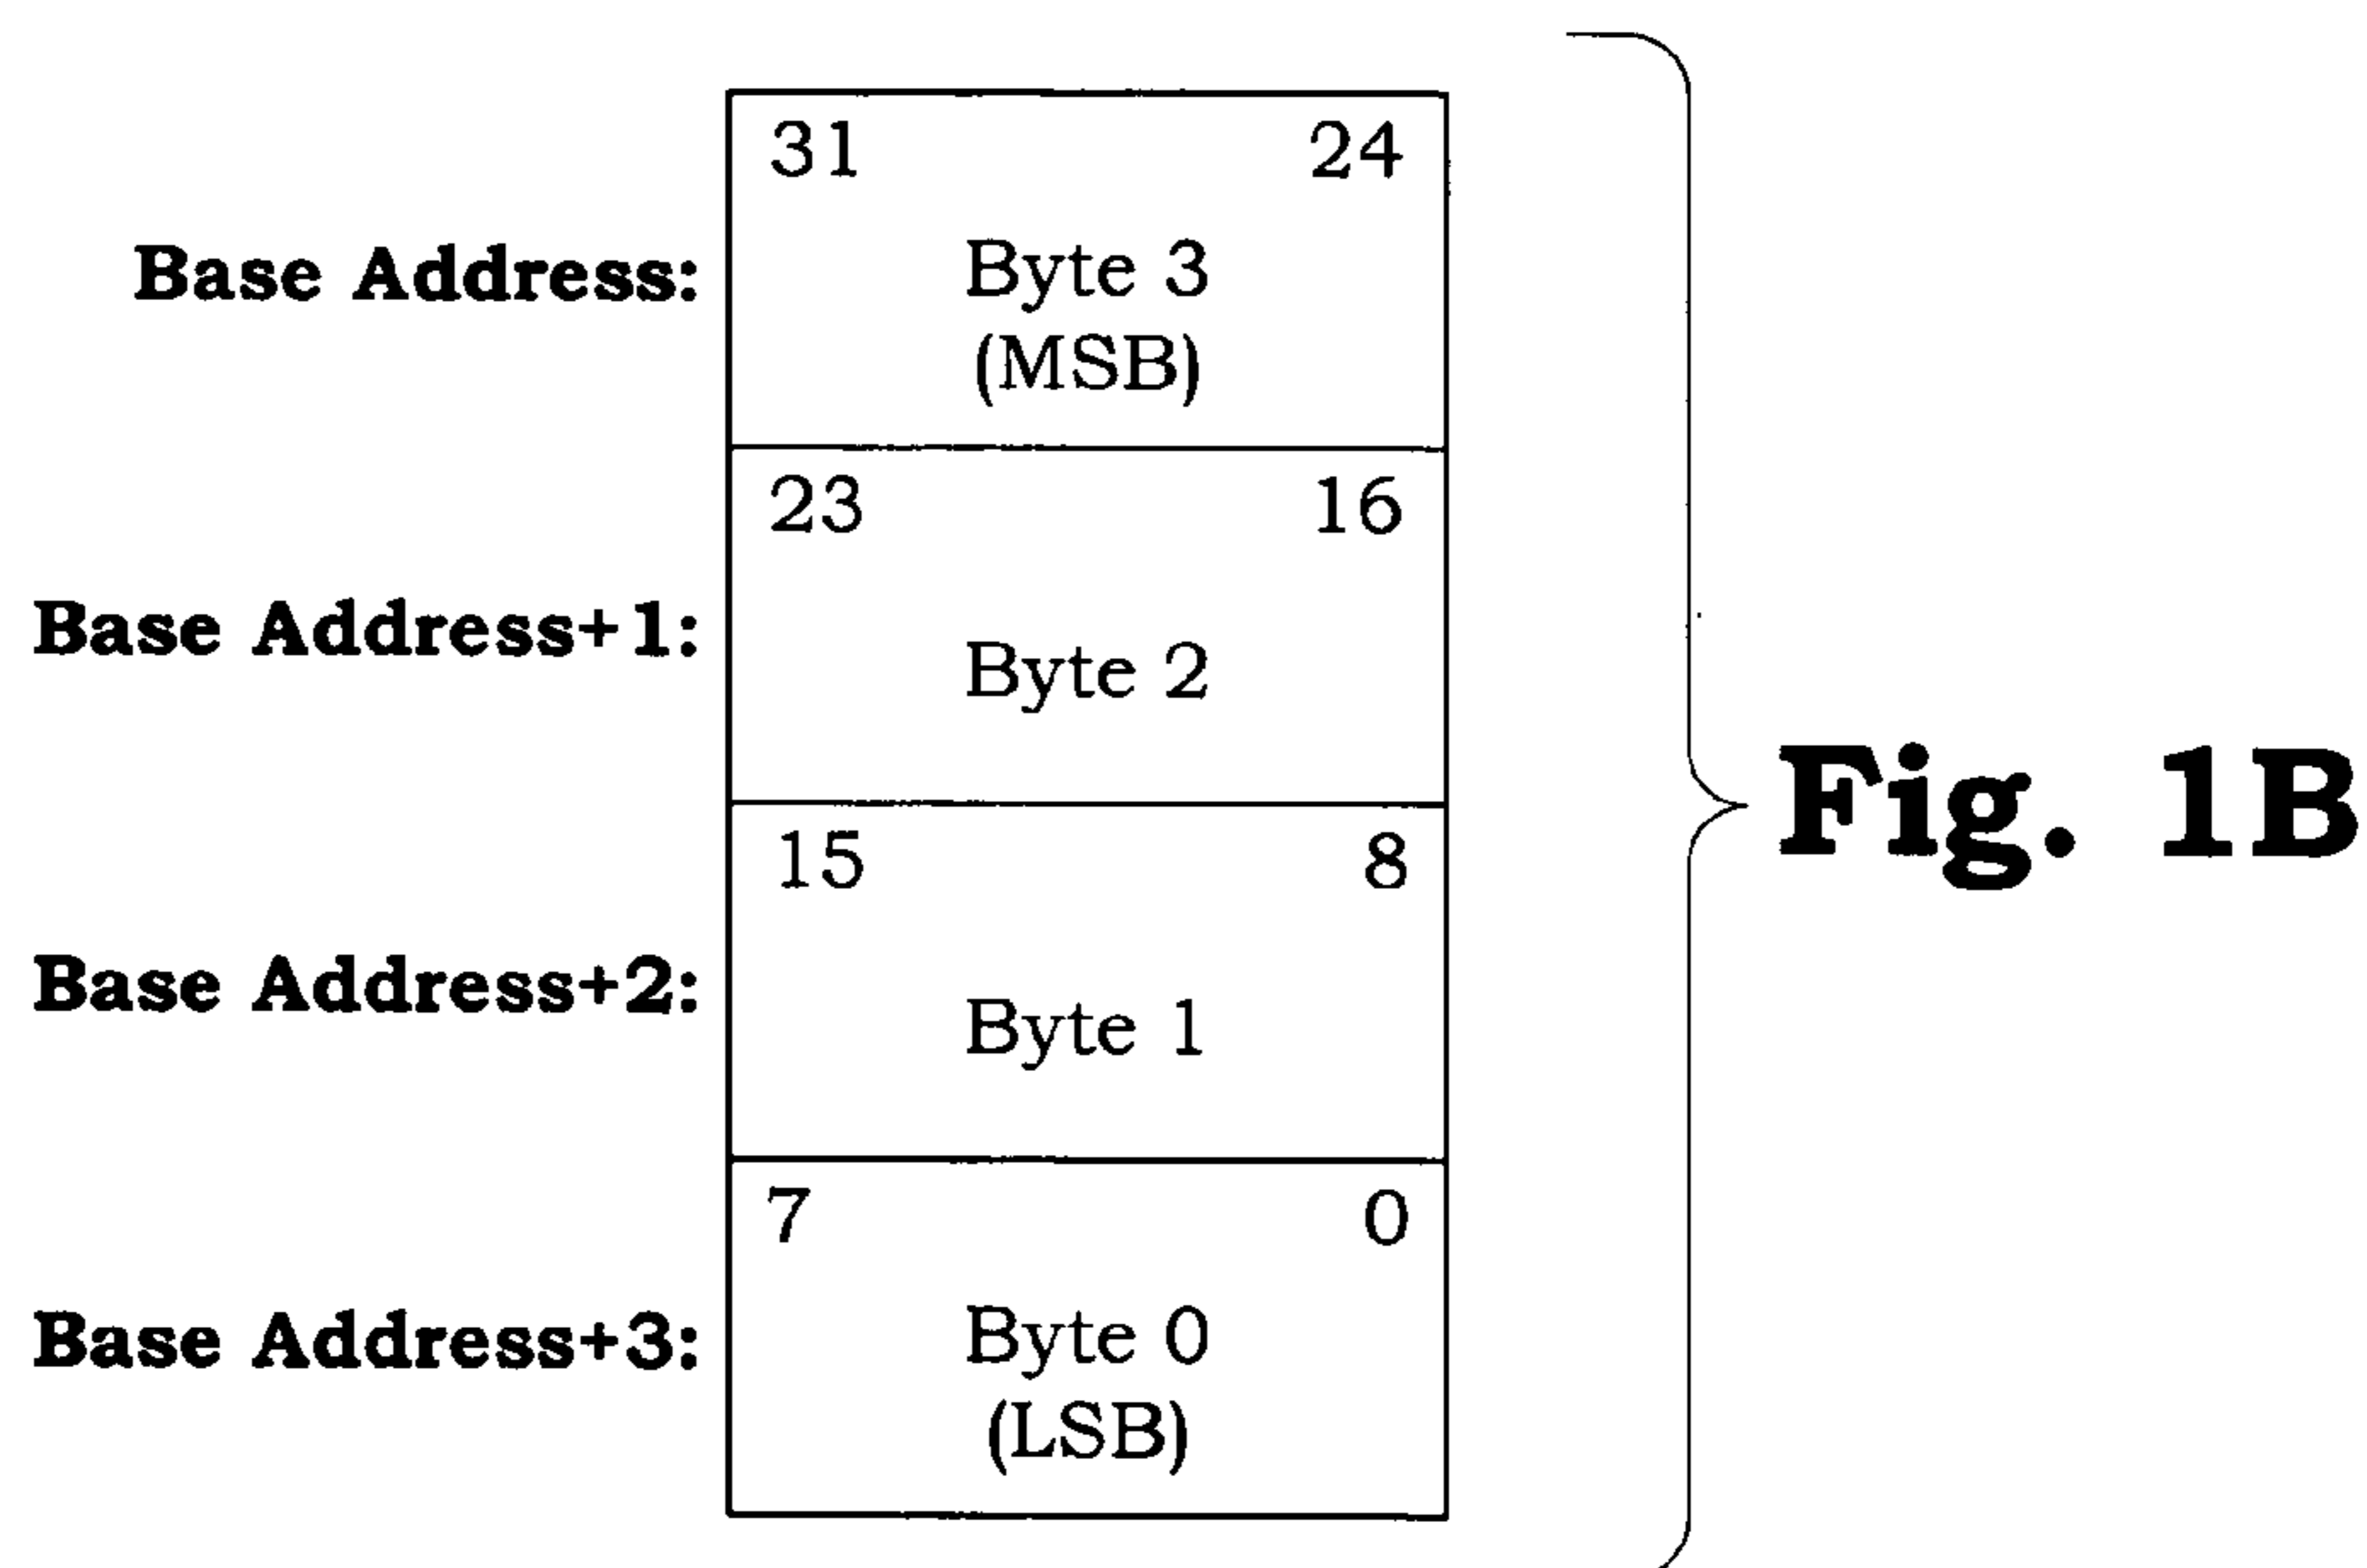 31 24
Base Address: Byte 3
(MSB)
23 16
Base Address+1:
Byte 2
Fig. 1B
15 8
Base Address+2:
Byte 1
7 0
Base Address+3: Byte 0
(LSB)